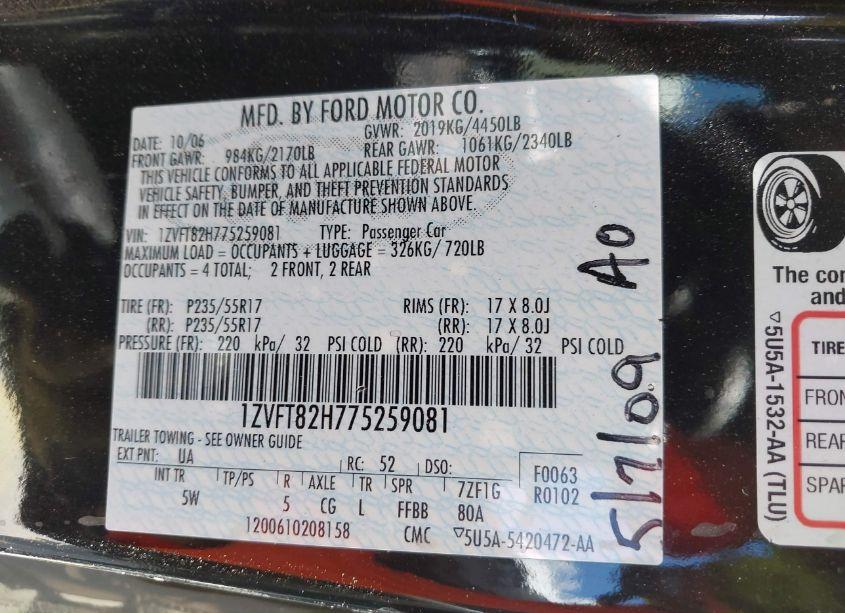 MFD. BY FORD MOTOR CO.
DATE: 10/06 GVWR: 2019KG/4450LB
FRONT GAWR: 984KG/2170LB REAR GAWR: 1061KG/2340LB
THIS VEHICLE CONFORMS TO ALL APPLICABLE FEDERAL MOTOR
VEHICLE SAFETY, BUMPER, AND THEFT PREVENTION STANDARDS
IN EFFECT ON THE DATE OF MANUFACTURE SHOWN ABOVE.
VIN: 1ZVFT82H775259081 TYPE: Passenger Car
MAXIMUM LOAD = OCCUPANTS + LUGGAGE = 326KG/ 720LB
OCCUPANTS = 4 TOTAL; 2 FRONT, 2 REAR
TIRE (FR): P235/55R17 RIMS (FR): 17 X 8.0J
(RR): P235/55R17 (RR): 17 X 8.0J
PRESSURE (FR): 220 kPa/ 32 PSI COLD (RR): 220 kPa/ 32 PSI COLD
1ZVFT82H775259081
TRAILER TOWING - SEE OWNER GUIDE
EXT PNT: UA RC: 52 DSO: F0063
INT TR TP/PS R AXLE TR SPR 7ZF1G R0102
5W 5 CG L FFBB 80A
1200610208158 CMC ▽5U5A-5420472-AA
5/7/09 AO
The con
and
TIRE
FRON
REAR
SPAR
▽5U5A-1532-AA (TLU)